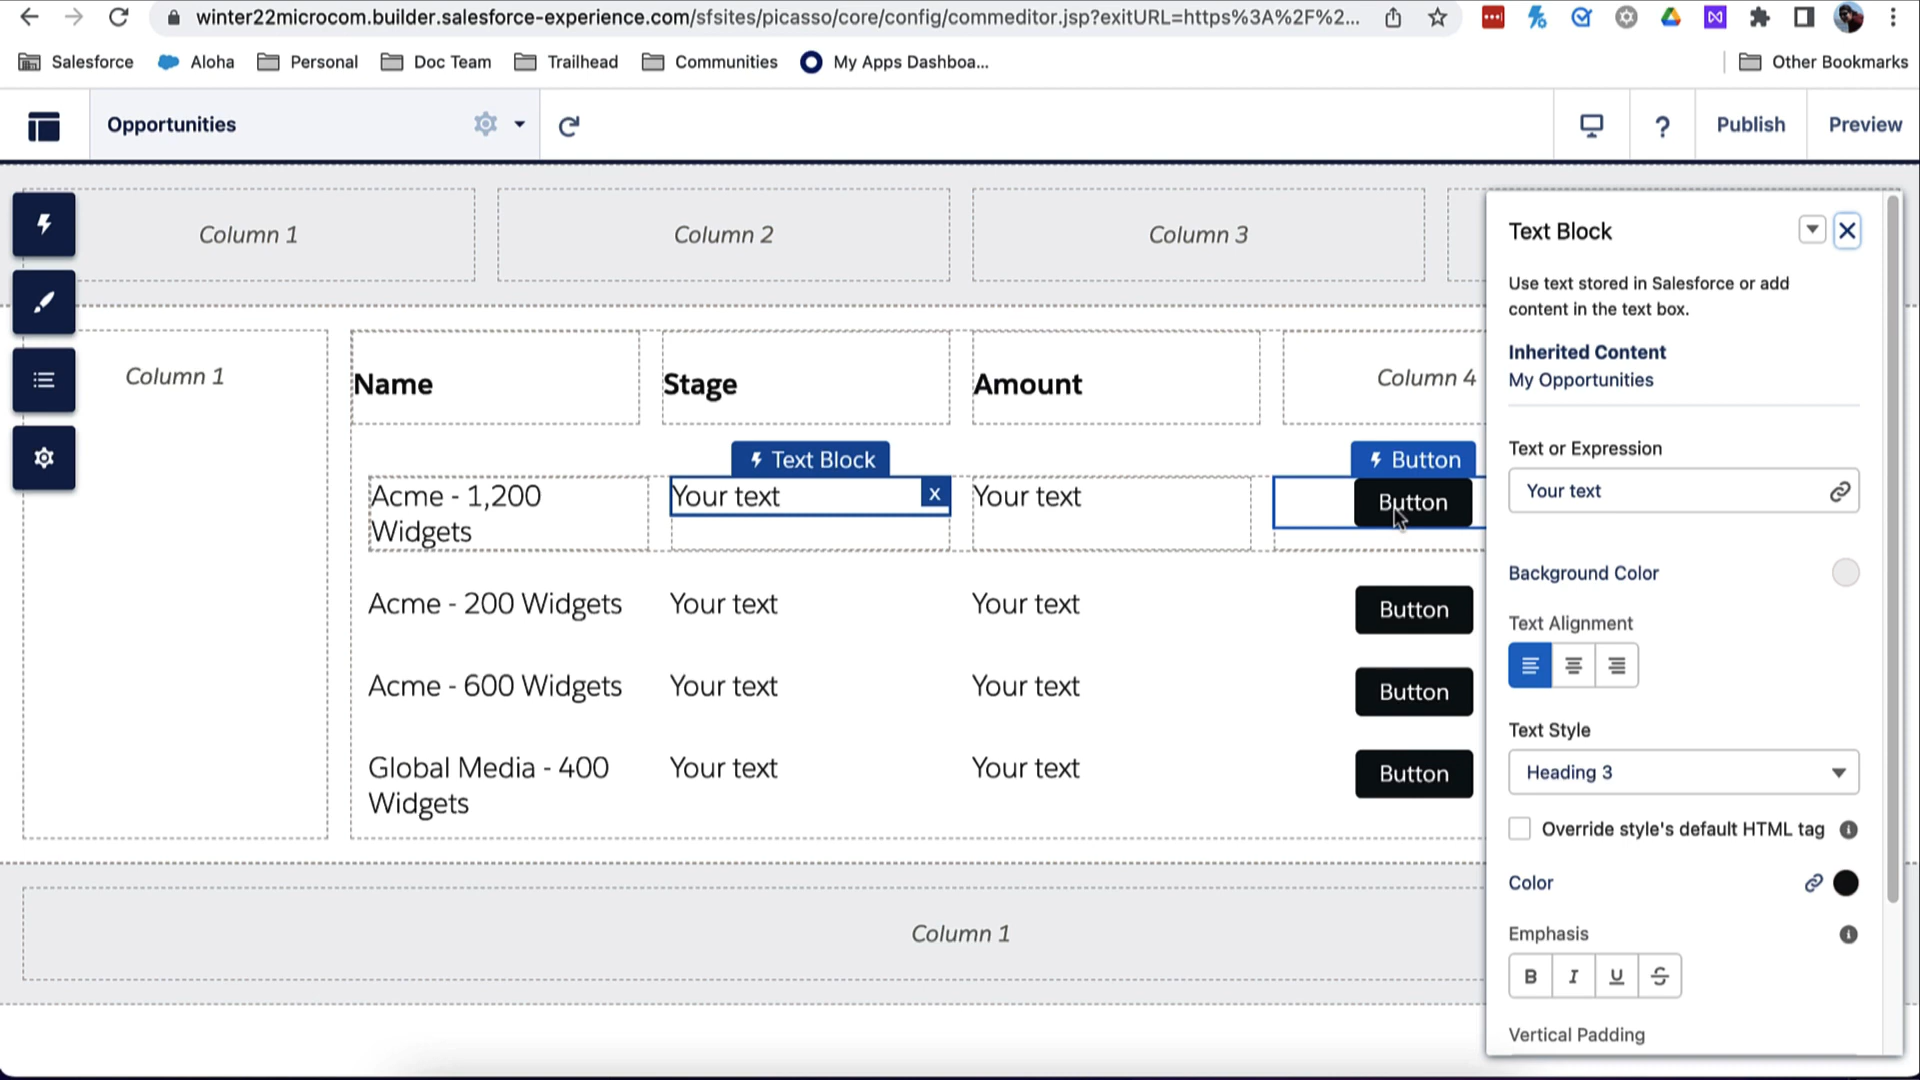 winter22microcom.builder.salesforce-experience.com/sfsites/picasso/core/config/commeditor.jsp?exitURL=https%3A%2F%2...
Salesforce
Aloha
Personal
Doc Team
Trailhead
Communities
My Apps Dashboa...
Other Bookmarks
Opportunities
?
Publish
Preview
Column 1
Column 2
Column 3
Column 1
Name
Stage
Amount
Column 4
Text Block
Button
Acme - 1,200
Widgets
Your text
x
Your text
Button
Acme - 200 Widgets
Your text
Your text
Button
Acme - 600 Widgets
Your text
Your text
Button
Global Media - 400
Widgets
Your text
Your text
Button
Column 1
Text Block
Use text stored in Salesforce or add
content in the text box.
Inherited Content
My Opportunities
Text or Expression
Your text
Background Color
Text Alignment
Text Style
Heading 3
Override style's default HTML tag
Color
Emphasis
B I U S
Vertical Padding